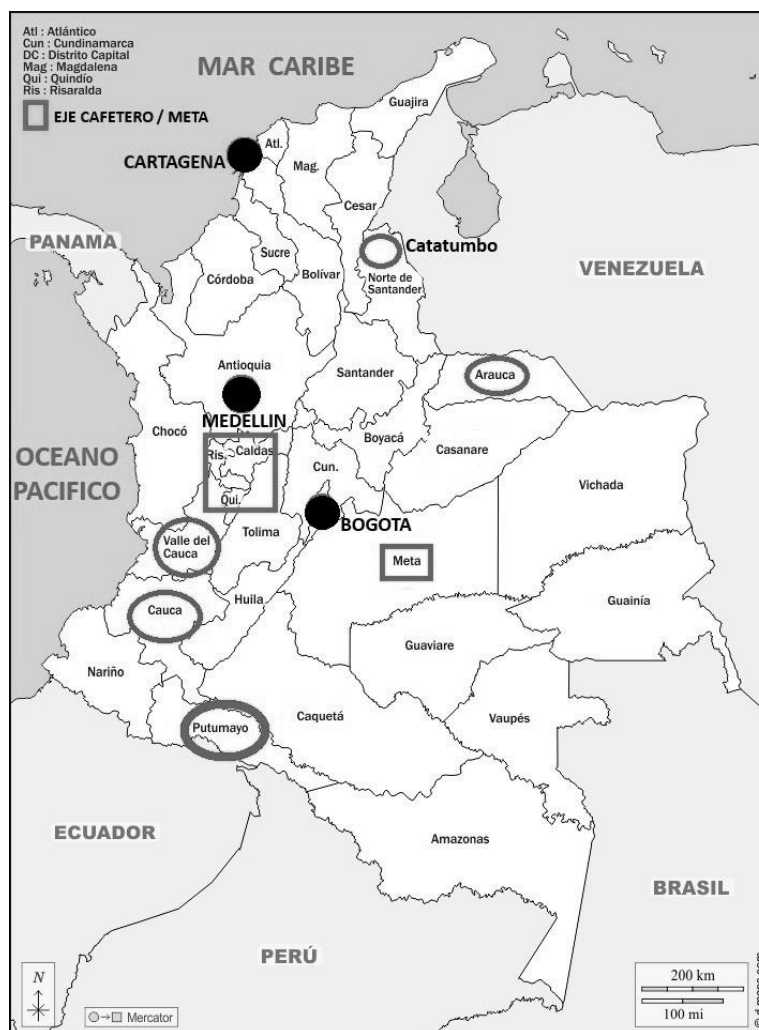 Atl : Atlántico
Cun : Cundinamarca
DC : Distrito Capital
Mag : Magdalena
Qui : Quindío
Ris : Risaralda
EJE CAFETERO / META
MAR CARIBE
Guajira
Atl.
CARTAGENA
Mag.
Cesar
PANAMA
Sucre
Catatumbo
Córdoba
Bolívar
Norte de
Santander
VENEZUELA
Antioquia
Santander
Arauca
MEDELLIN
Chocó
Boyacá
Casanare
OCEANO
PACIFICO
Ris.
Caldas
Cun.
Vichada
Qui.
BOGOTA
Valle del
Cauca
Tolima
Meta
Cauca
Huila
Guainía
Guaviare
Nariño
Putumayo
Caquetá
Vaupés
ECUADOR
Amazonas
BRASIL
PERÚ
N
Mercator
200 km
100 mi
© d-maps.com